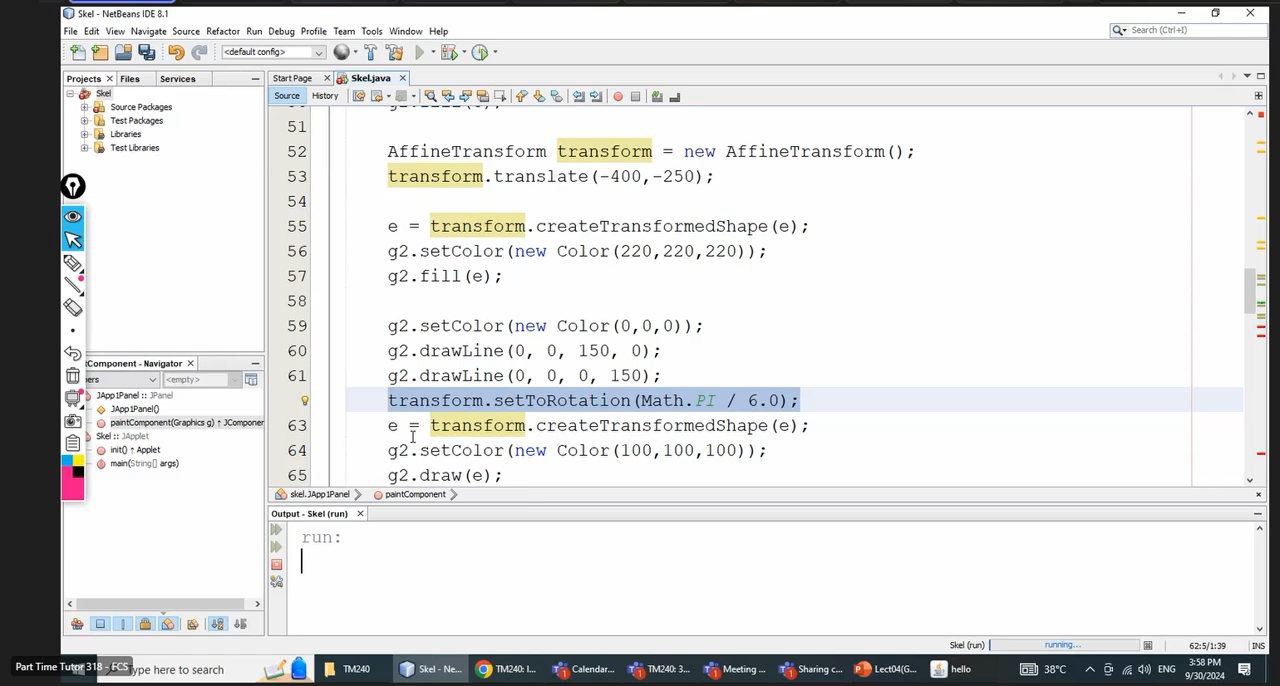 Skel - NetBeans IDE 8.1
File Edit View Navigate Source Refactor Run Debug Profile Team Tools Window Help
Search (Ctrl+I)
<default config>
Projects Files Services
Start Page Skel.java
Skel
Source Packages
Test Packages
Libraries
Test Libraries
Source History
51
52 AffineTransform transform = new AffineTransform();
53 transform.translate(-400,-250);
54
55 e = transform.createTransformedShape(e);
56 g2.setColor(new Color(220,220,220));
57 g2.fill(e);
58
59 g2.setColor(new Color(0,0,0));
60 g2.drawLine(0, 0, 150, 0);
61 g2.drawLine(0, 0, 0, 150);
transform.setToRotation(Math.PI / 6.0);
63 e = transform.createTransformedShape(e);
64 g2.setColor(new Color(100,100,100));
65 g2.draw(e);
tComponent - Navigator
ers <empty>
JApp1Panel :: JPanel
JApp1Panel()
paintComponent(Graphics g) ↑ JCompone
Skel :: JApplet
init() ↑ Applet
main(String[] args)
skel.JApp1Panel paintComponent
Output - Skel (run)
run:
Skel (run) running... 62:5/1:39 INS
Part Time Tutor 318 - FCS
Type here to search
TM240
Skel - Ne...
TM240: I...
Calendar...
TM240: 3...
Meeting ...
Sharing c...
Lect04(G...
hello
38°C
ENG
3:58 PM
9/30/2024